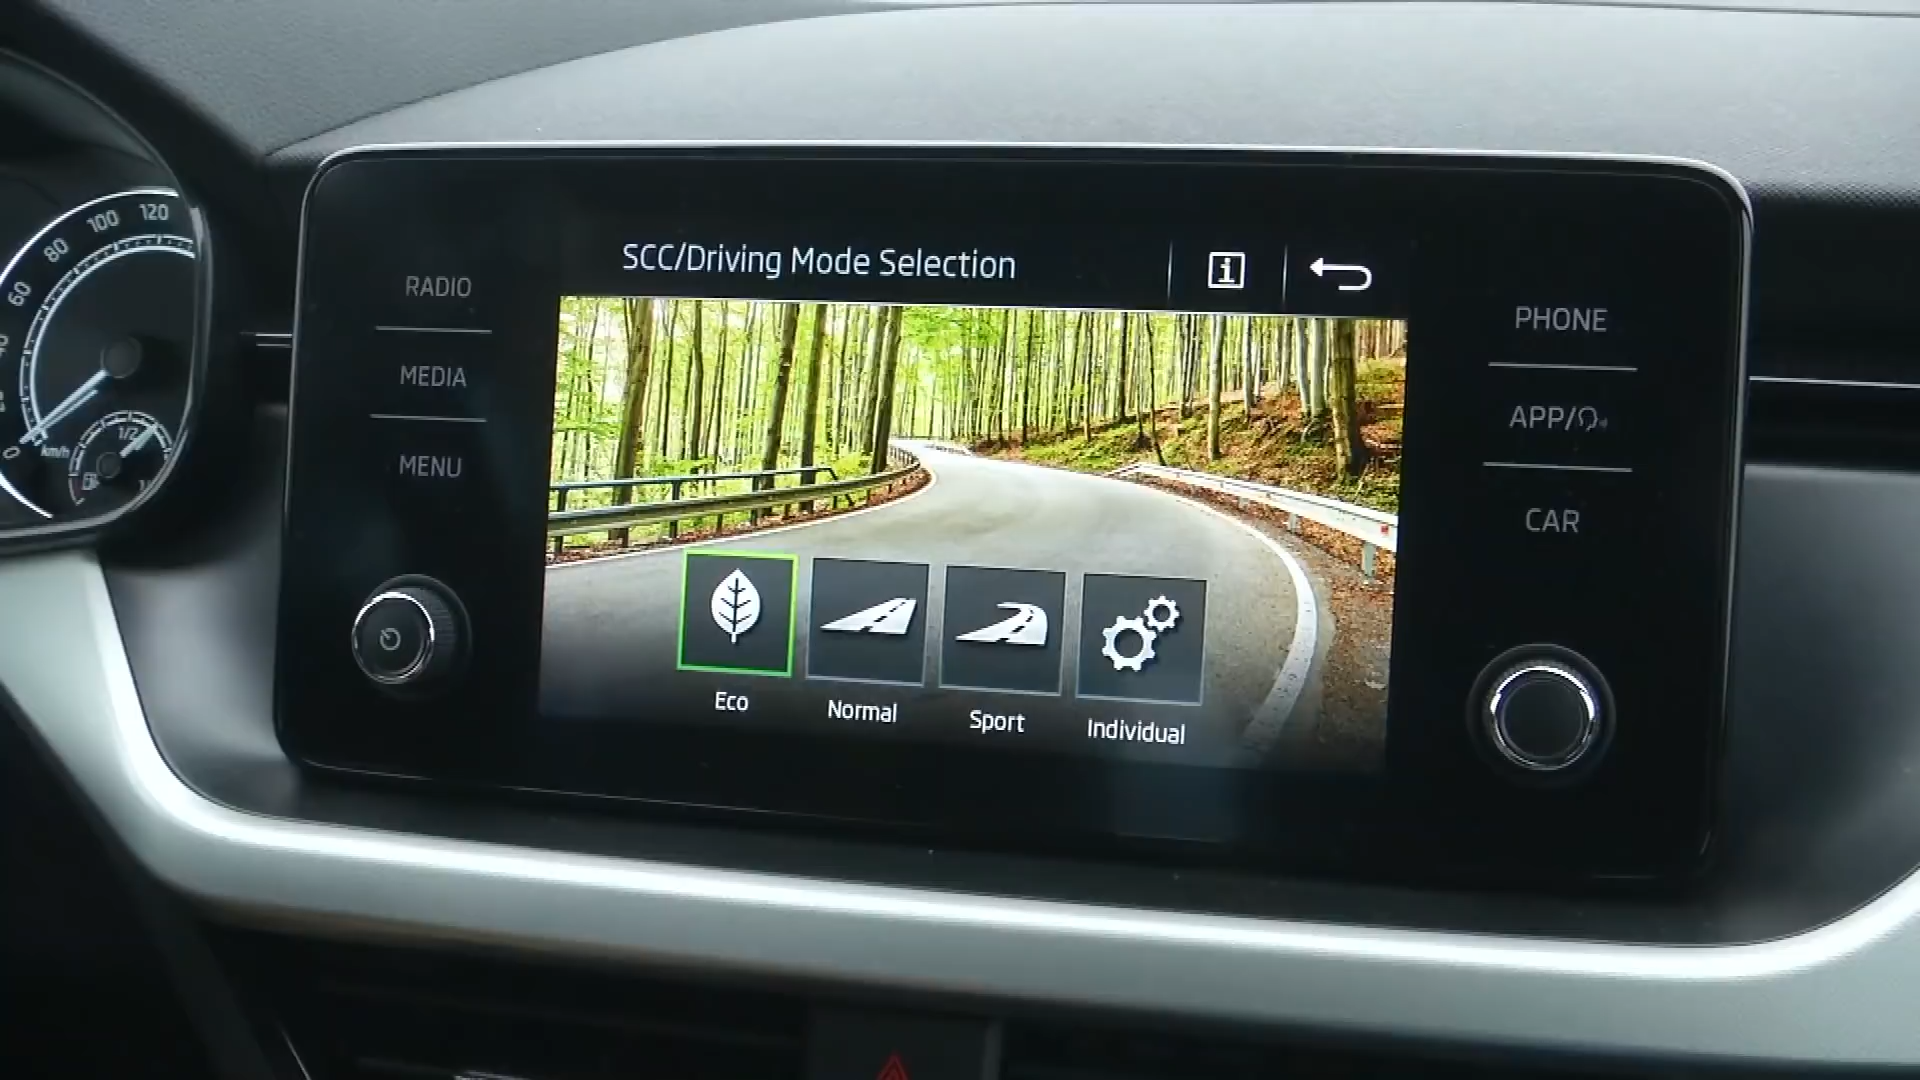 120
100
80
60
40
0
km/h
1/2
SCC/Driving Mode Selection
RADIO
MEDIA
MENU
PHONE
APP/
CAR
Eco
Normal
Sport
Individual